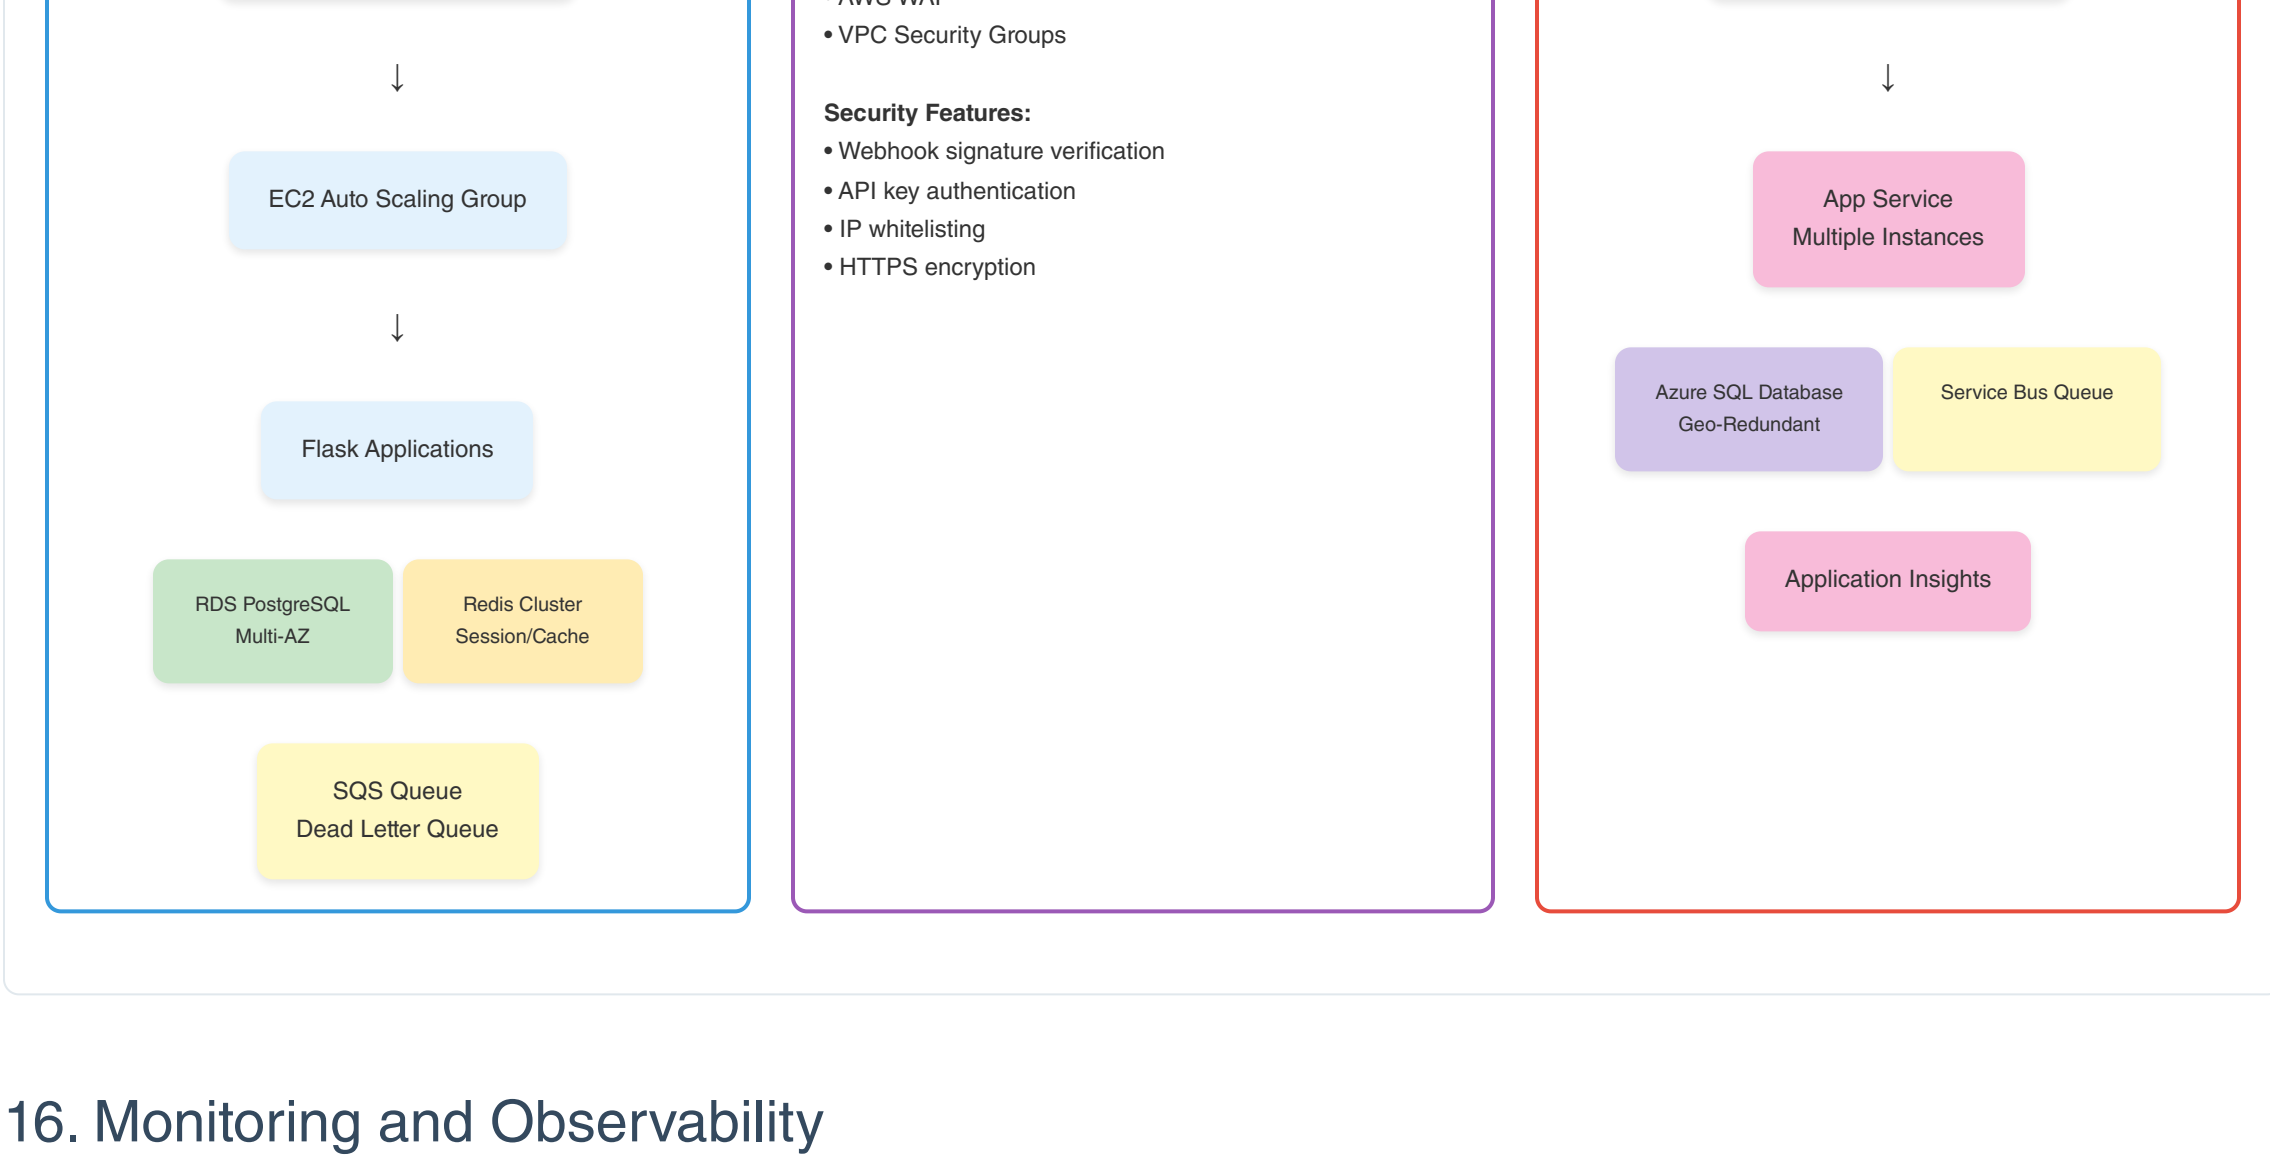 EC2 Auto Scaling Group
Flask Applications
RDS PostgreSQL
Multi-AZ
Redis Cluster
Session/Cache
SQS Queue
Dead Letter Queue
• VPC Security Groups
Security Features:
• Webhook signature verification
• API key authentication
• IP whitelisting
• HTTPS encryption
App Service
Multiple Instances
Azure SQL Database
Geo-Redundant
Service Bus Queue
Application Insights
16. Monitoring and Observability